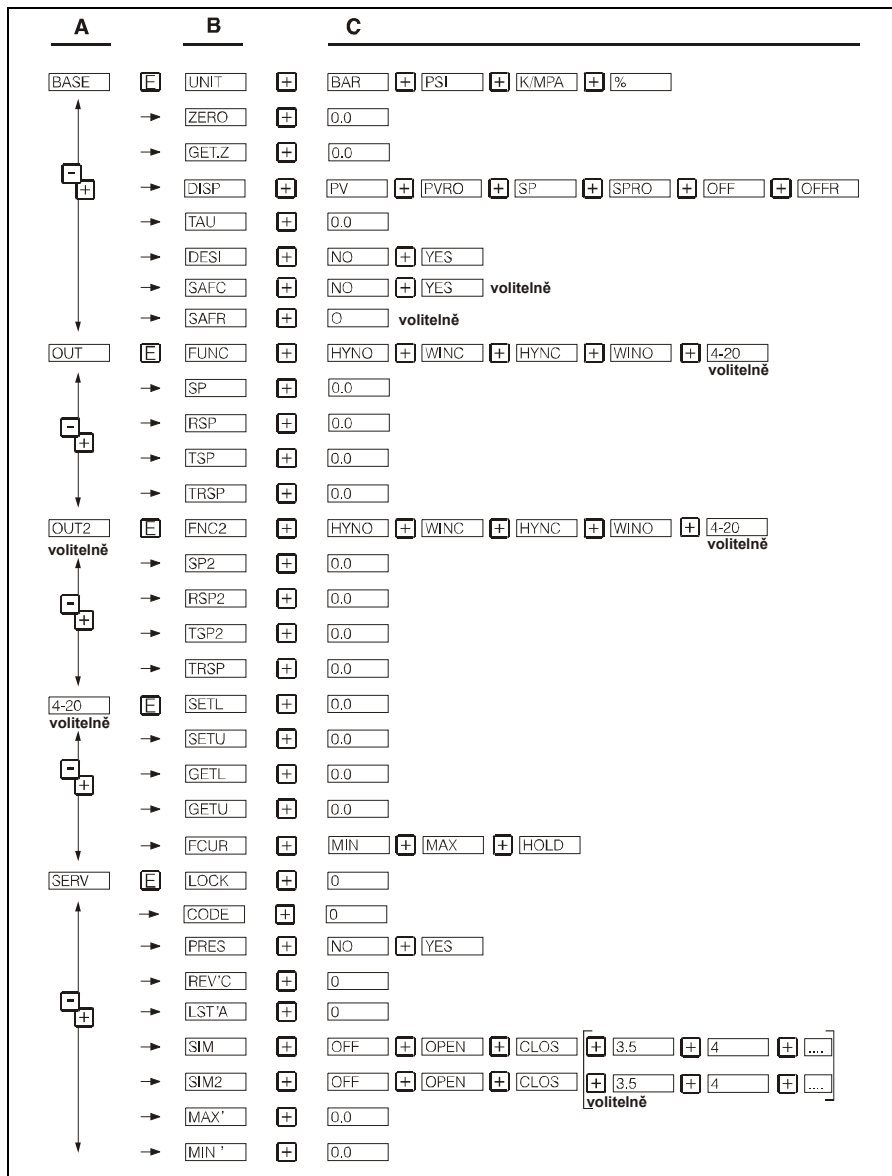 A B C
BASE E UNIT + BAR + PSI + K/MPA + %
→ ZERO + 0.0
→ GET.Z + 0.0
- +
→ DISP + PV + PVRO + SP + SPRO + OFF + OFFR
→ TAU + 0.0
→ DESI + NO + YES
→ SAFC + NO + YES volitelně
→ SAFR + O volitelně
OUT E FUNC + HYNO + WINC + HYNC + WINO + 4-20
volitelně
→ SP + 0.0
→ RSP + 0.0
- +
→ TSP + 0.0
→ TRSP + 0.0
OUT2 E FNC2 + HYNO + WINC + HYNC + WINO + 4-20
volitelně volitelně
→ SP2 + 0.0
→ RSP2 + 0.0
- +
→ TSP2 + 0.0
→ TRSP + 0.0
4-20 E SETL + 0.0
volitelně
→ SETU + 0.0
→ GETL + 0.0
- +
→ GETU + 0.0
→ FCUR + MIN + MAX + HOLD
SERV E LOCK + 0
→ CODE + 0
→ PRES + NO + YES
→ REV'C + 0
- +
→ LST'A + 0
→ SIM + OFF + OPEN + CLOS + 3.5 + 4 + ....
→ SIM2 + OFF + OPEN + CLOS + 3.5 + 4 + ....
volitelně
→ MAX' + 0,0
→ MIN ' + 0.0